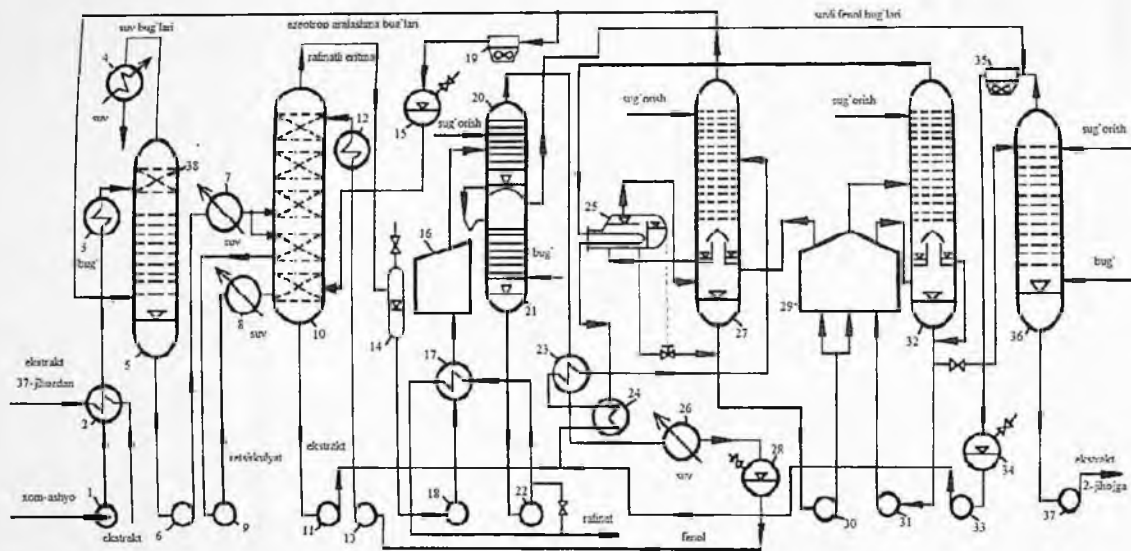 suv bug'lari
azeotrop aralashma bug'lari
suvli fenol bug'lari
rafinatli eritma
4
suv
38
3
bug'
5
7
suv
8
suv
10
12
15
19
20
sug'orish
16
bug'
21
14
17
18
22
23
24
25
26
suv
sug'orish
27
28
29
sug'orish
32
35
sug'orish
bug'
36
34
ekstrakt
37-jihozdan
2
xom-ashyo
1
ekstrakt
6
9
retsirkulyat
ekstrakt
11
13
rafinat
fenol
30
31
33
37
ekstrakt
2-jihozga